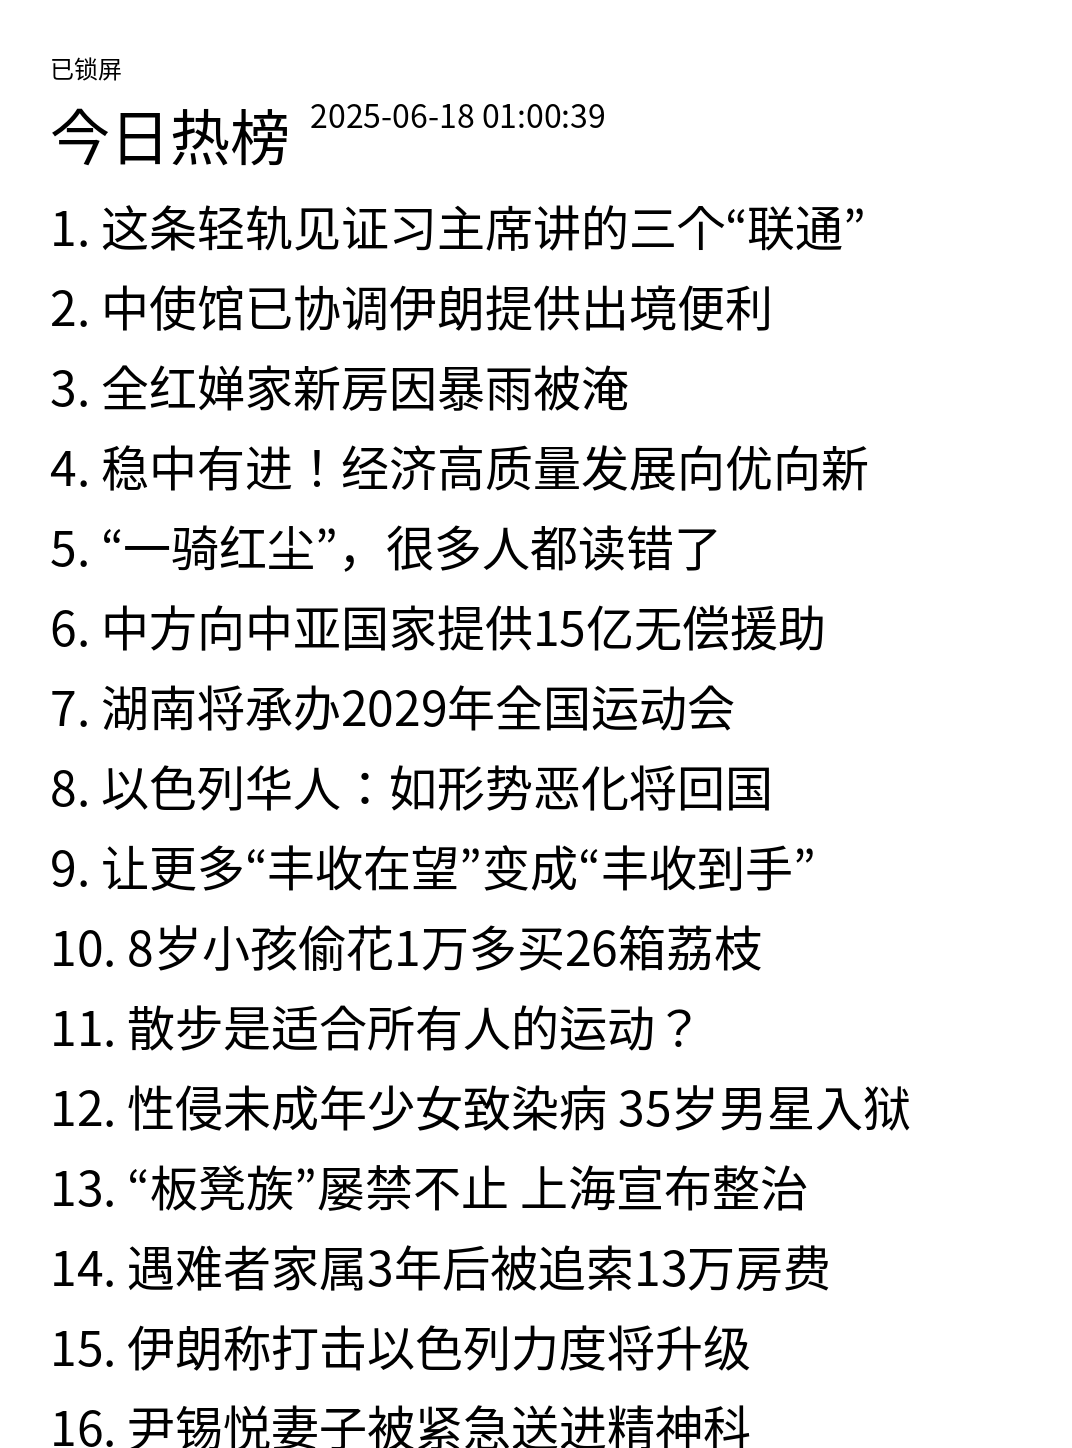 已锁屏
今日热榜 2025-06-18 01:00:39
1. 这条轻轨见证习主席讲的三个“联通”
2. 中使馆已协调伊朗提供出境便利
3. 全红婵家新房因暴雨被淹
4. 稳中有进！经济高质量发展向优向新
5. “一骑红尘”，很多人都读错了
6. 中方向中亚国家提供15亿无偿援助
7. 湖南将承办2029年全国运动会
8. 以色列华人：如形势恶化将回国
9. 让更多“丰收在望”变成“丰收到手”
10. 8岁小孩偷花1万多买26箱荔枝
11. 散步是适合所有人的运动？
12. 性侵未成年少女致染病 35岁男星入狱
13. “板凳族”屡禁不止 上海宣布整治
14. 遇难者家属3年后被追索13万房费
15. 伊朗称打击以色列力度将升级
16. 尹锡悦妻子被紧急送进精神科